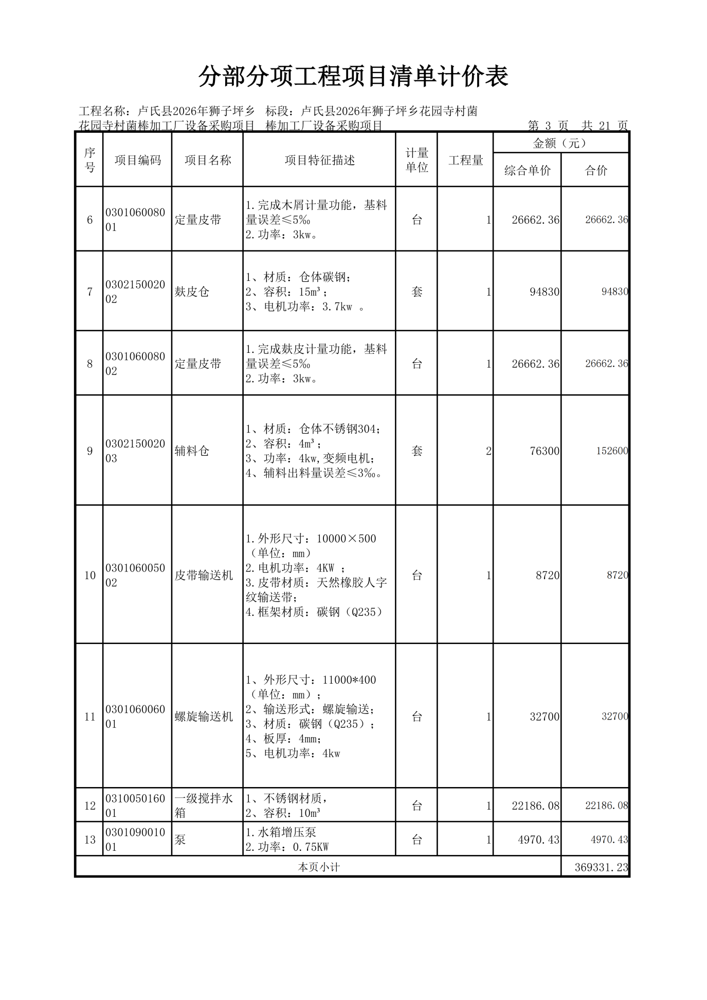 分部分项工程项目清单计价表
工程名称：卢氏县2026年狮子坪乡 标段：卢氏县2026年狮子坪乡花园寺村菌
花园寺村菌棒加工厂设备采购项目 棒加工厂设备采购项目 第 3 页 共 21 页
序号 项目编码 项目名称 项目特征描述 计量单位 工程量 金额（元）
综合单价 合价
6 030106008001 定量皮带 1.完成木屑计量功能，基料
量误差≤5‰
2.功率：3kw。 台 1 26662.36 26662.36
7 030215002002 麸皮仓 1、材质：仓体碳钢；
2、容积：15m³；
3、电机功率：3.7kw 。 套 1 94830 94830
8 030106008002 定量皮带 1.完成麸皮计量功能，基料
量误差≤5‰
2.功率：3kw。 台 1 26662.36 26662.36
9 030215002003 辅料仓 1、材质：仓体不锈钢304；
2、容积：4m³；
3、功率：4kw,变频电机；
4、辅料出料量误差≤3‰。 套 2 76300 152600
10 030106005002 皮带输送机 1.外形尺寸：10000×500
（单位：mm）
2.电机功率：4KW ；
3.皮带材质：天然橡胶人字
纹输送带；
4.框架材质：碳钢（Q235） 台 1 8720 8720
11 030106006001 螺旋输送机 1、外形尺寸：11000*400
（单位：mm）；
2、输送形式：螺旋输送；
3、材质：碳钢（Q235）；
4、板厚：4mm；
5、电机功率：4kw 台 1 32700 32700
12 031005016001 一级搅拌水箱 1、不锈钢材质，
2、容积：10m³ 台 1 22186.08 22186.08
13 030109001001 泵 1.水箱增压泵
2.功率：0.75KW 台 1 4970.43 4970.43
本页小计 369331.23